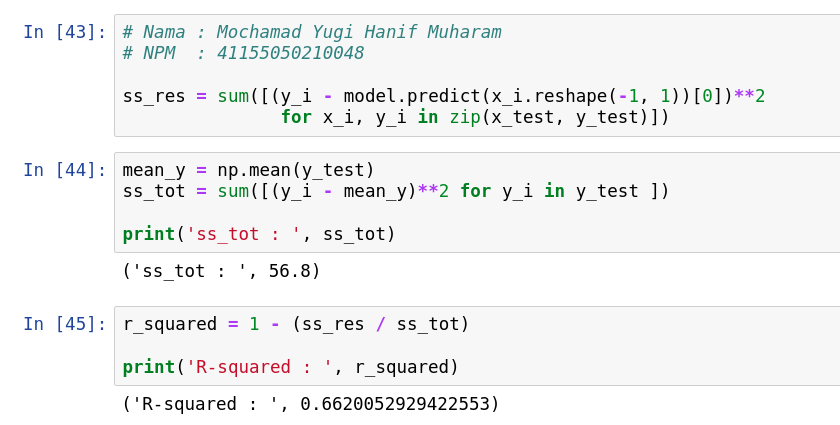 In [43]:
# Nama : Mochamad Yugi Hanif Muharam
# NPM  : 41155050210048
ss_res = sum([(y_i - model.predict(x_i.reshape(-1, 1))[0])**2
               for x_i, y_i in zip(x_test, y_test)])
In [44]:
mean_y = np.mean(y_test)
ss_tot = sum([(y_i - mean_y)**2 for y_i in y_test ])
print('ss_tot : ', ss_tot)
('ss_tot : ', 56.8)
In [45]:
r_squared = 1 - (ss_res / ss_tot)
print('R-squared : ', r_squared)
('R-squared : ', 0.6620052929422553)